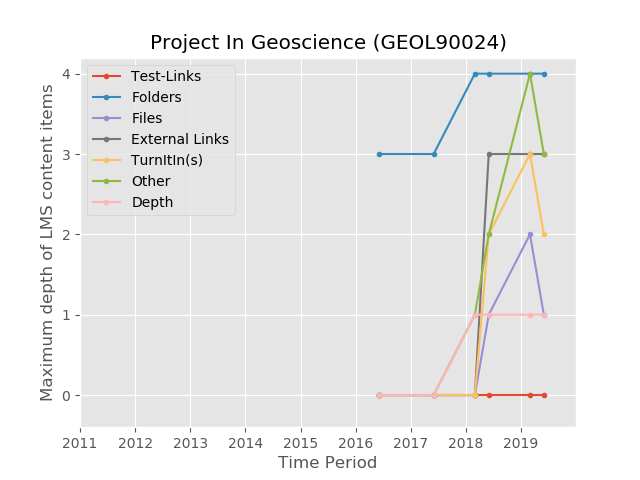 Project In Geoscience (GEOL90024)
Test-Links
Folders
Files
External Links
TurnItIn(s)
Other
Depth
Maximum depth of LMS content items
4
3
2
1
0
2011 2012 2013 2014 2015 2016 2017 2018 2019
Time Period